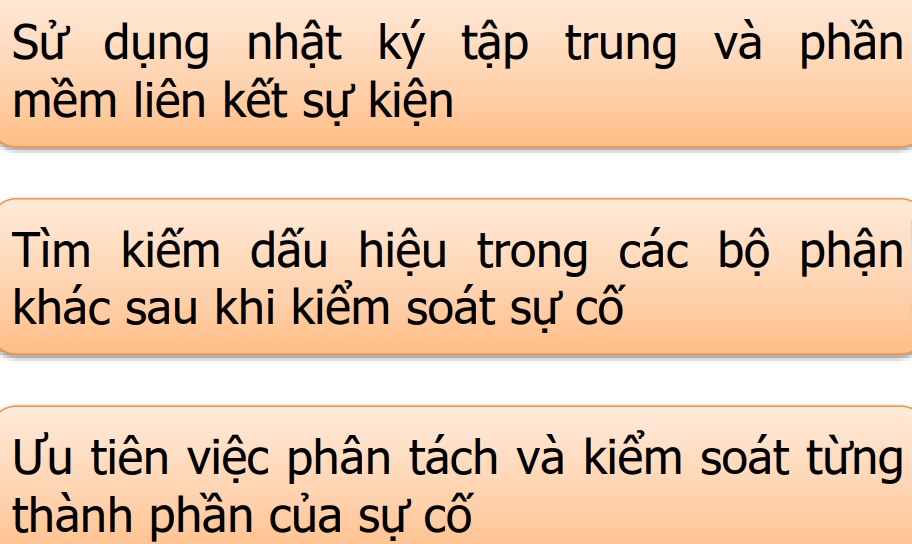 Sử dụng nhật ký tập trung và phần
mềm liên kết sự kiện
Tìm kiếm dấu hiệu trong các bộ phận
khác sau khi kiểm soát sự cố
Ưu tiên việc phân tách và kiểm soát từng
thành phần của sự cố